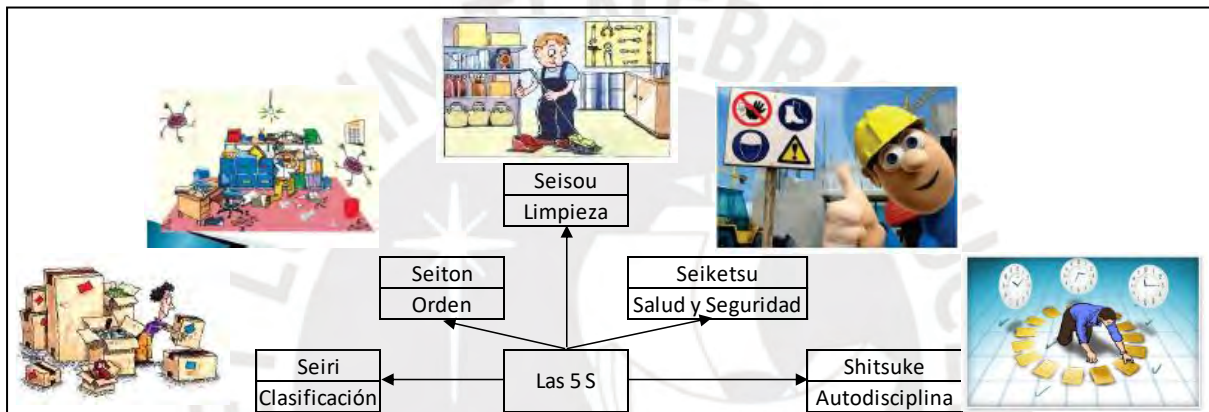 Seisou
Limpieza
Seiton
Orden
Seiketsu
Salud y Seguridad
Seiri
Clasificación
Las 5 S
Shitsuke
Autodisciplina